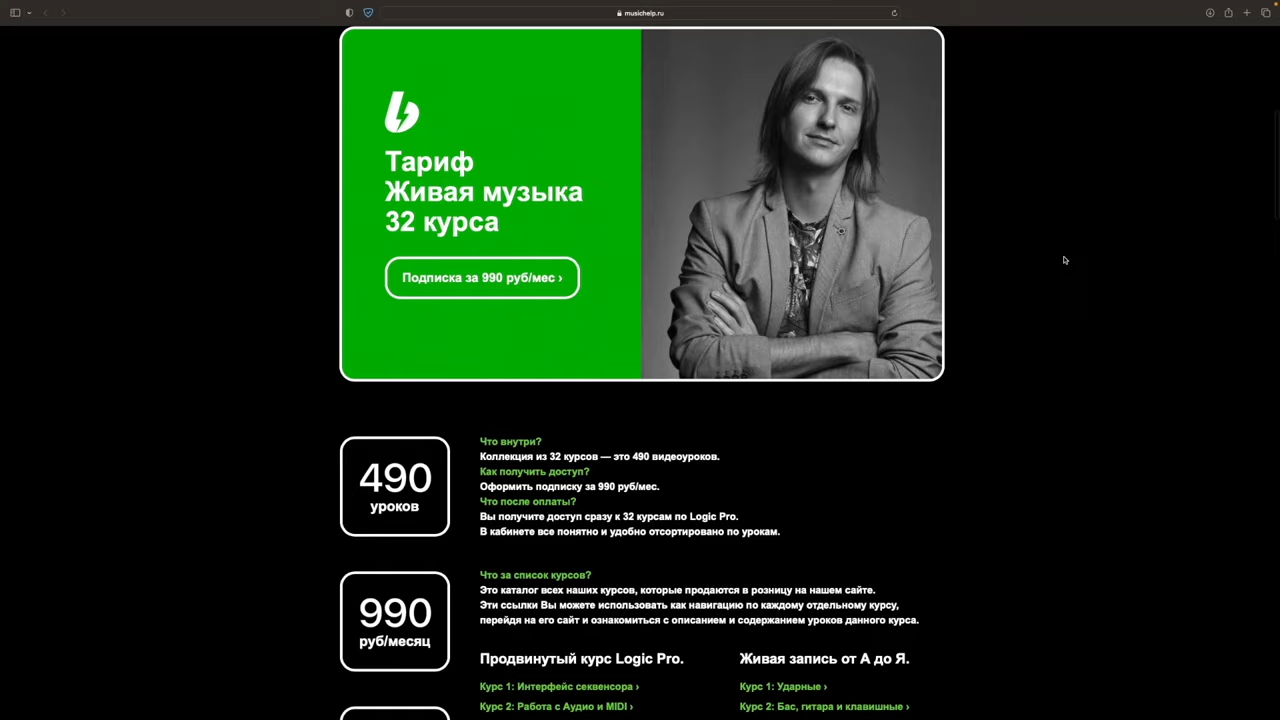 musichelp.ru
Тариф
Живая музыка
32 курса
Подписка за 990 руб/мес ›
490
уроков
Что внутри?
Коллекция из 32 курсов — это 490 видеоуроков.
Как получить доступ?
Оформить подписку за 990 руб/мес.
Что после оплаты?
Вы получите доступ сразу к 32 курсам по Logic Pro.
В кабинете все понятно и удобно отсортировано по урокам.
990
руб/месяц
Что за список курсов?
Это каталог всех наших курсов, которые продаются в розницу на нашем сайте.
Эти ссылки Вы можете использовать как навигацию по каждому отдельному курсу,
перейдя на его сайт и ознакомиться с описанием и содержанием уроков данного курса.
Продвинутый курс Logic Pro.
Курс 1: Интерфейс секвенсора ›
Курс 2: Работа с Аудио и MIDI ›
Живая запись от А до Я.
Курс 1: Ударные ›
Курс 2: Бас, гитара и клавишные ›